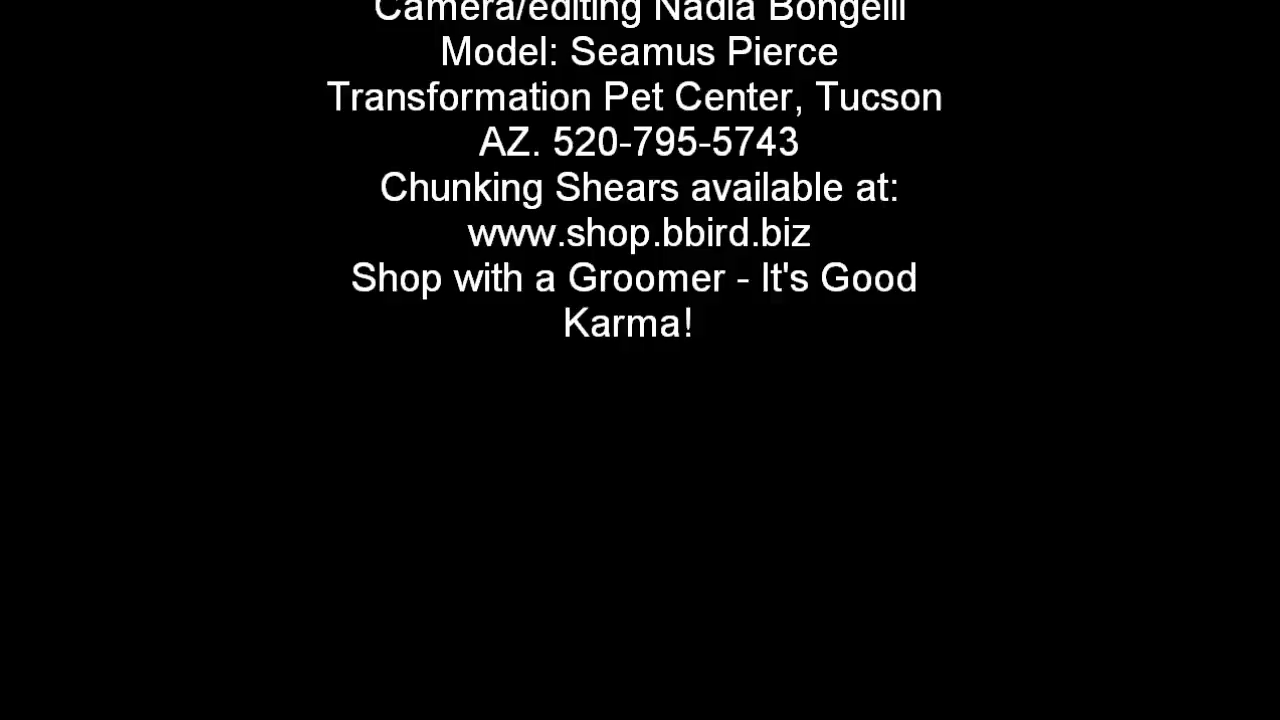 Camera/editing Nadia Bongelli
Model: Seamus Pierce
Transformation Pet Center, Tucson
AZ. 520-795-5743
Chunking Shears available at:
www.shop.bbird.biz
Shop with a Groomer - It's Good
Karma!